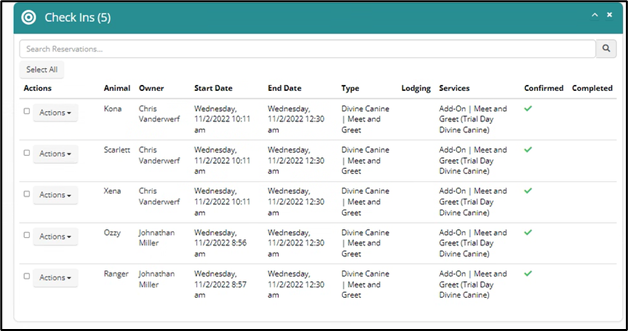 Check Ins (5)
Search Reservations...
Select All
Actions Animal Owner Start Date End Date Type Lodging Services Confirmed Completed
Actions Kona Chris Wednesday, Wednesday, Divine Canine Add-On | Meet and
Vanderwerf 11/2/2022 10:11 11/2/2022 12:30 | Meet and Greet (Trial Day
am am Greet Divine Canine)
Actions Scarlett Chris Wednesday, Wednesday, Divine Canine Add-On | Meet and
Vanderwerf 11/2/2022 10:11 11/2/2022 12:30 | Meet and Greet (Trial Day
am am Greet Divine Canine)
Actions Xena Chris Wednesday, Wednesday, Divine Canine Add-On | Meet and
Vanderwerf 11/2/2022 10:11 11/2/2022 12:30 | Meet and Greet (Trial Day
am am Greet Divine Canine)
Actions Ozzy Johnathan Wednesday, Wednesday, Divine Canine Add-On | Meet and
Miller 11/2/2022 8:56 11/2/2022 12:30 | Meet and Greet (Trial Day
am am Greet Divine Canine)
Actions Ranger Johnathan Wednesday, Wednesday, Divine Canine Add-On | Meet and
Miller 11/2/2022 8:57 11/2/2022 12:30 | Meet and Greet (Trial Day
am am Greet Divine Canine)